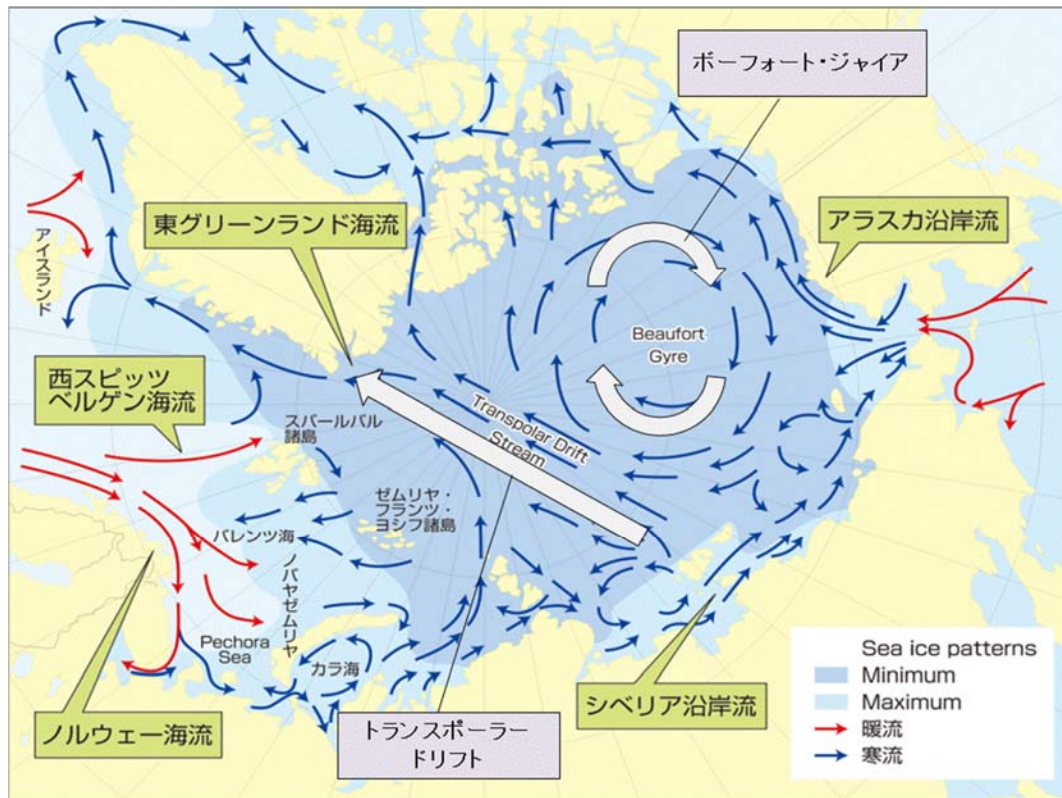 ボーフォート・ジャイア
東グリーンランド海流
アラスカ沿岸流
アイスランド
西スピッツ
ベルゲン海流
Beaufort
Gyre
スバールバル
諸島
Transpolar Drift
Stream
ゼムリヤ・
フランツ・
ヨシフ諸島
バレンツ海
ノバヤゼムリヤ
Pechora
Sea
カラ海
ノルウェー海流
トランスポーラー
ドリフト
シベリア沿岸流
Sea ice patterns
Minimum
Maximum
暖流
寒流